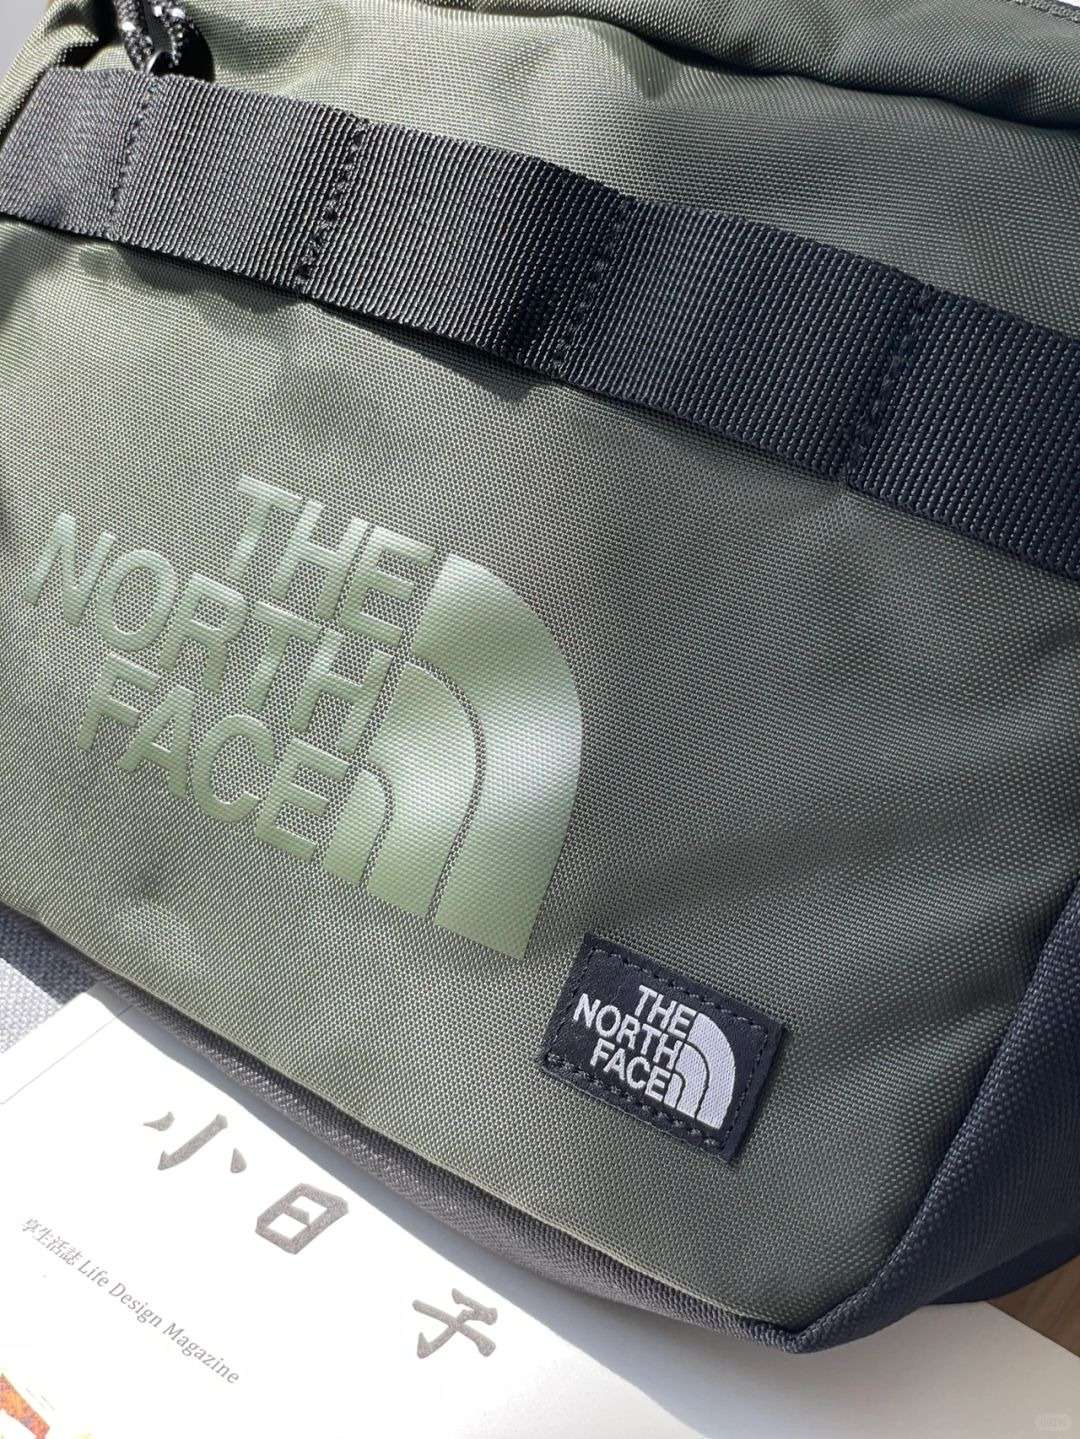 THE
NORTH
FACE
THE
NORTH
FACE
小日子
享生活誌 Life Design Magazine